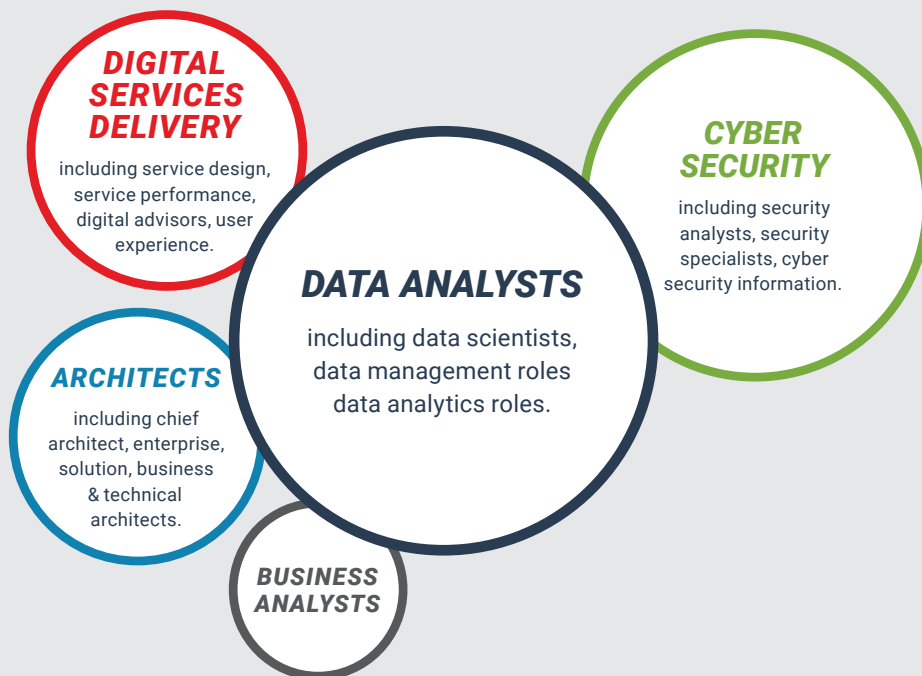 DIGITAL
SERVICES
DELIVERY
including service design,
service performance,
digital advisors, user
experience.
CYBER
SECURITY
including security
analysts, security
specialists, cyber
security information.
DATA ANALYSTS
including data scientists,
data management roles
data analytics roles.
ARCHITECTS
including chief
architect, enterprise,
solution, business
& technical
architects.
BUSINESS
ANALYSTS